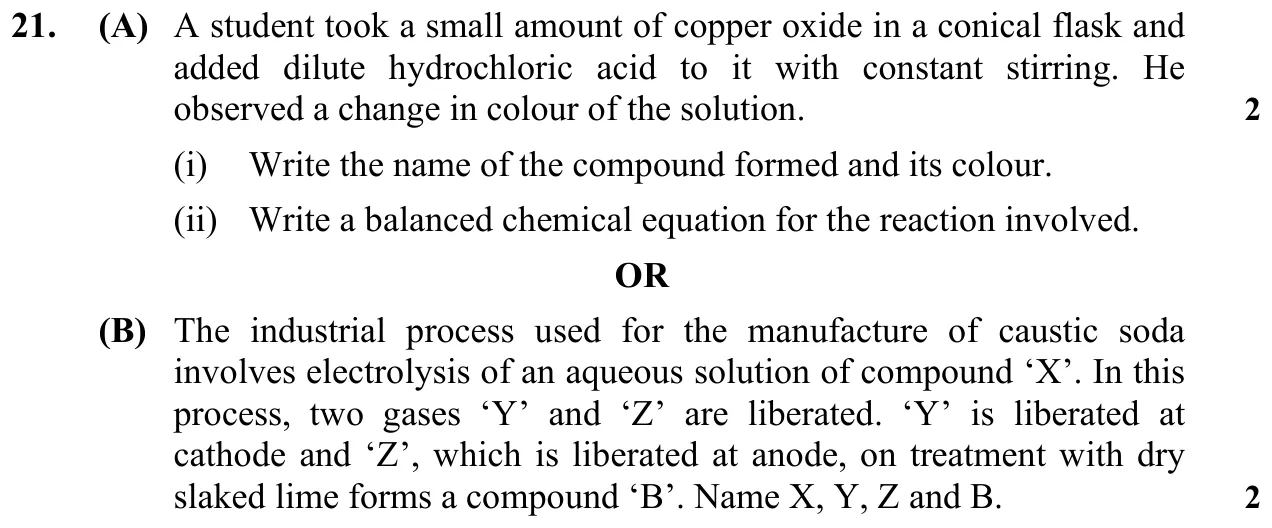 21. (A) A student took a small amount of copper oxide in a conical flask and
added dilute hydrochloric acid to it with constant stirring. He
observed a change in colour of the solution. 2
(i) Write the name of the compound formed and its colour.
(ii) Write a balanced chemical equation for the reaction involved.
OR
(B) The industrial process used for the manufacture of caustic soda
involves electrolysis of an aqueous solution of compound ‘X’. In this
process, two gases ‘Y’ and ‘Z’ are liberated. ‘Y’ is liberated at
cathode and ‘Z’, which is liberated at anode, on treatment with dry
slaked lime forms a compound ‘B’. Name X, Y, Z and B. 2